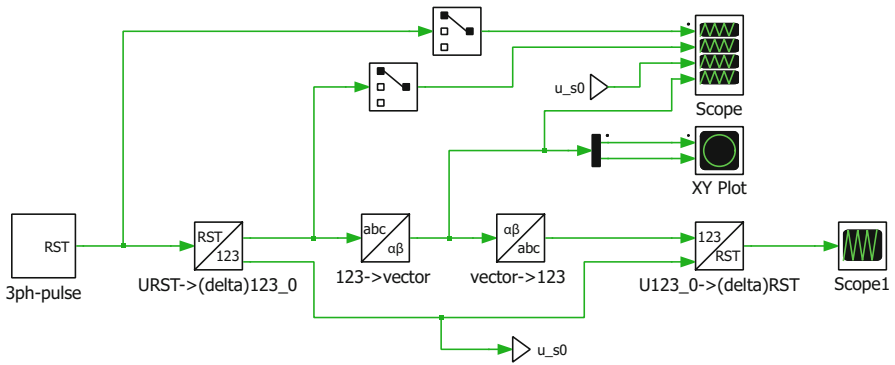 u_s0
Scope
XY Plot
RST
3ph-pulse
RST
123
URST->(delta)123_0
abc
αβ
123->vector
αβ
abc
vector->123
123
RST
U123_0->(delta)RST
Scope1
u_s0